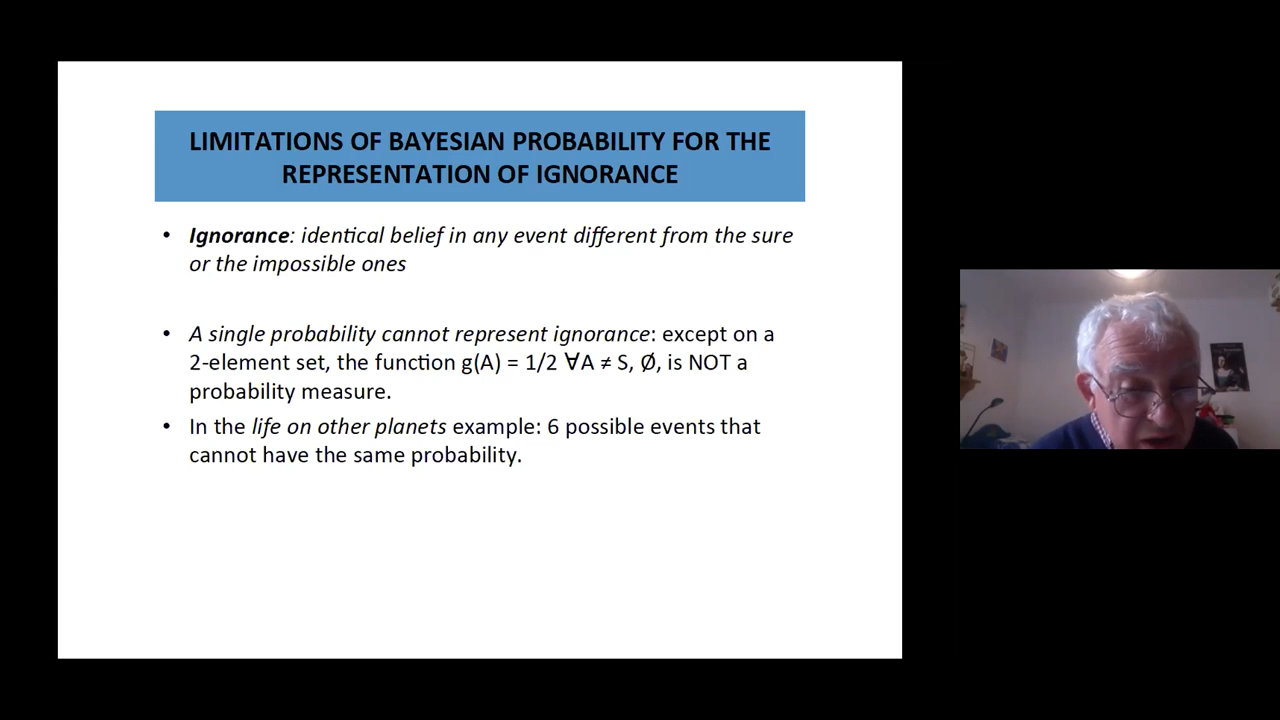 LIMITATIONS OF BAYESIAN PROBABILITY FOR THE
REPRESENTATION OF IGNORANCE
• Ignorance: identical belief in any event different from the sure
or the impossible ones
• A single probability cannot represent ignorance: except on a
2-element set, the function g(A) = 1/2 ∀A ≠ S, Ø, is NOT a
probability measure.
• In the life on other planets example: 6 possible events that
cannot have the same probability.